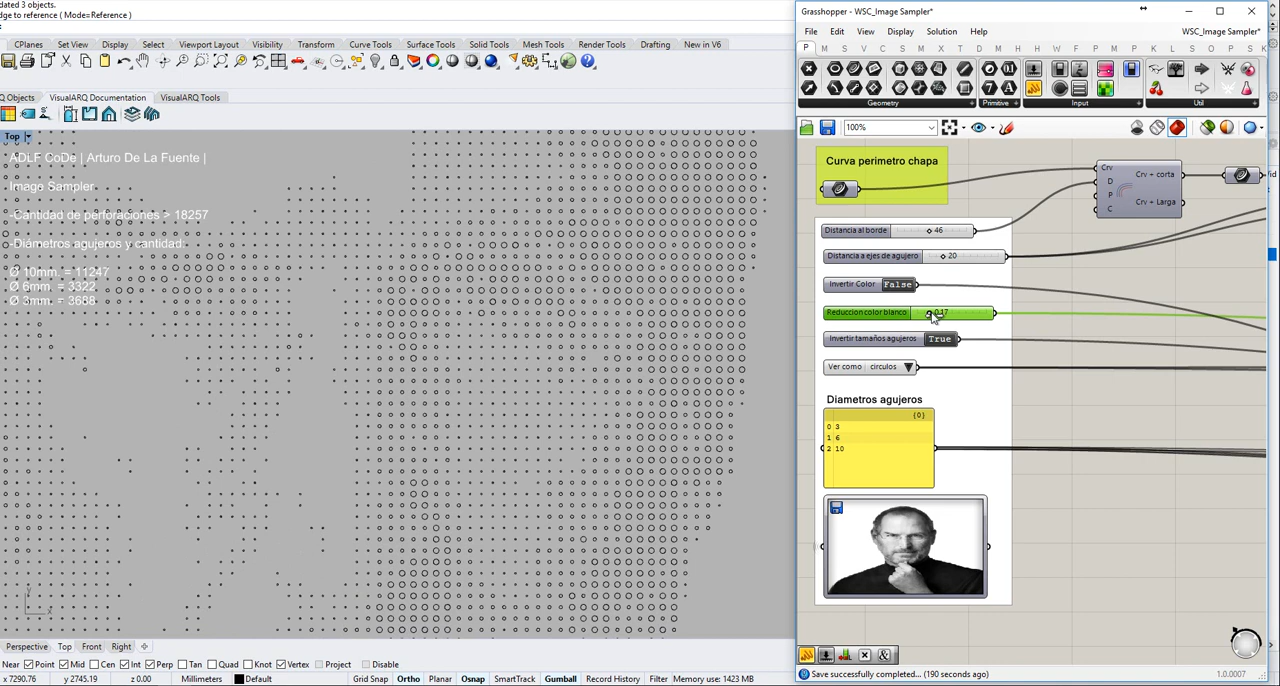 dated 3 objects.
dge to reference ( Mode=Reference )
CPlanes Set View Display Select Viewport Layout Visibility Transform Curve Tools Surface Tools Solid Tools Mesh Tools Render Tools Drafting New in V6
Q Objects VisualARQ Documentation VisualARQ Tools
Top
ADLF CoDe | Arturo De La Fuente |
Image Sampler
-Cantidad de perforaciones > 18257
-Diámetros agujeros y cantidad:
Ø 10mm. = 11247
Ø 6mm. = 3322
Ø 3mm. = 3688
y
x
Perspective Top Front Right
Near Point Mid Cen Int Perp Tan Quad Knot Vertex Project Disable
x 7290.76 y 2745.19 z 0.00 Millimeters Default Grid Snap Ortho Planar Osnap SmartTrack Gumball Record History Filter Memory use: 1423 MB
Grasshopper - WSC_Image Sampler*
File Edit View Display Solution Help WSC_Image Sampler*
P M S V C S M I T D W H H H M K E L W E M P K L S O P V K
Geometry Primitive Input Util
100%
Curva perimetro chapa
Crv
D
P
C
Crv + corta
Crv + Larga
Distancia al borde 46
Distancia a ejes de agujero 20
Invertir Color False
Reduccion color blanco 0.17
Invertir tamaños agujeros True
Ver como circulos
Diametros agujeros
{0}
0 3
1 6
2 10
Save successfully completed... (190 seconds ago) 1.0.0007